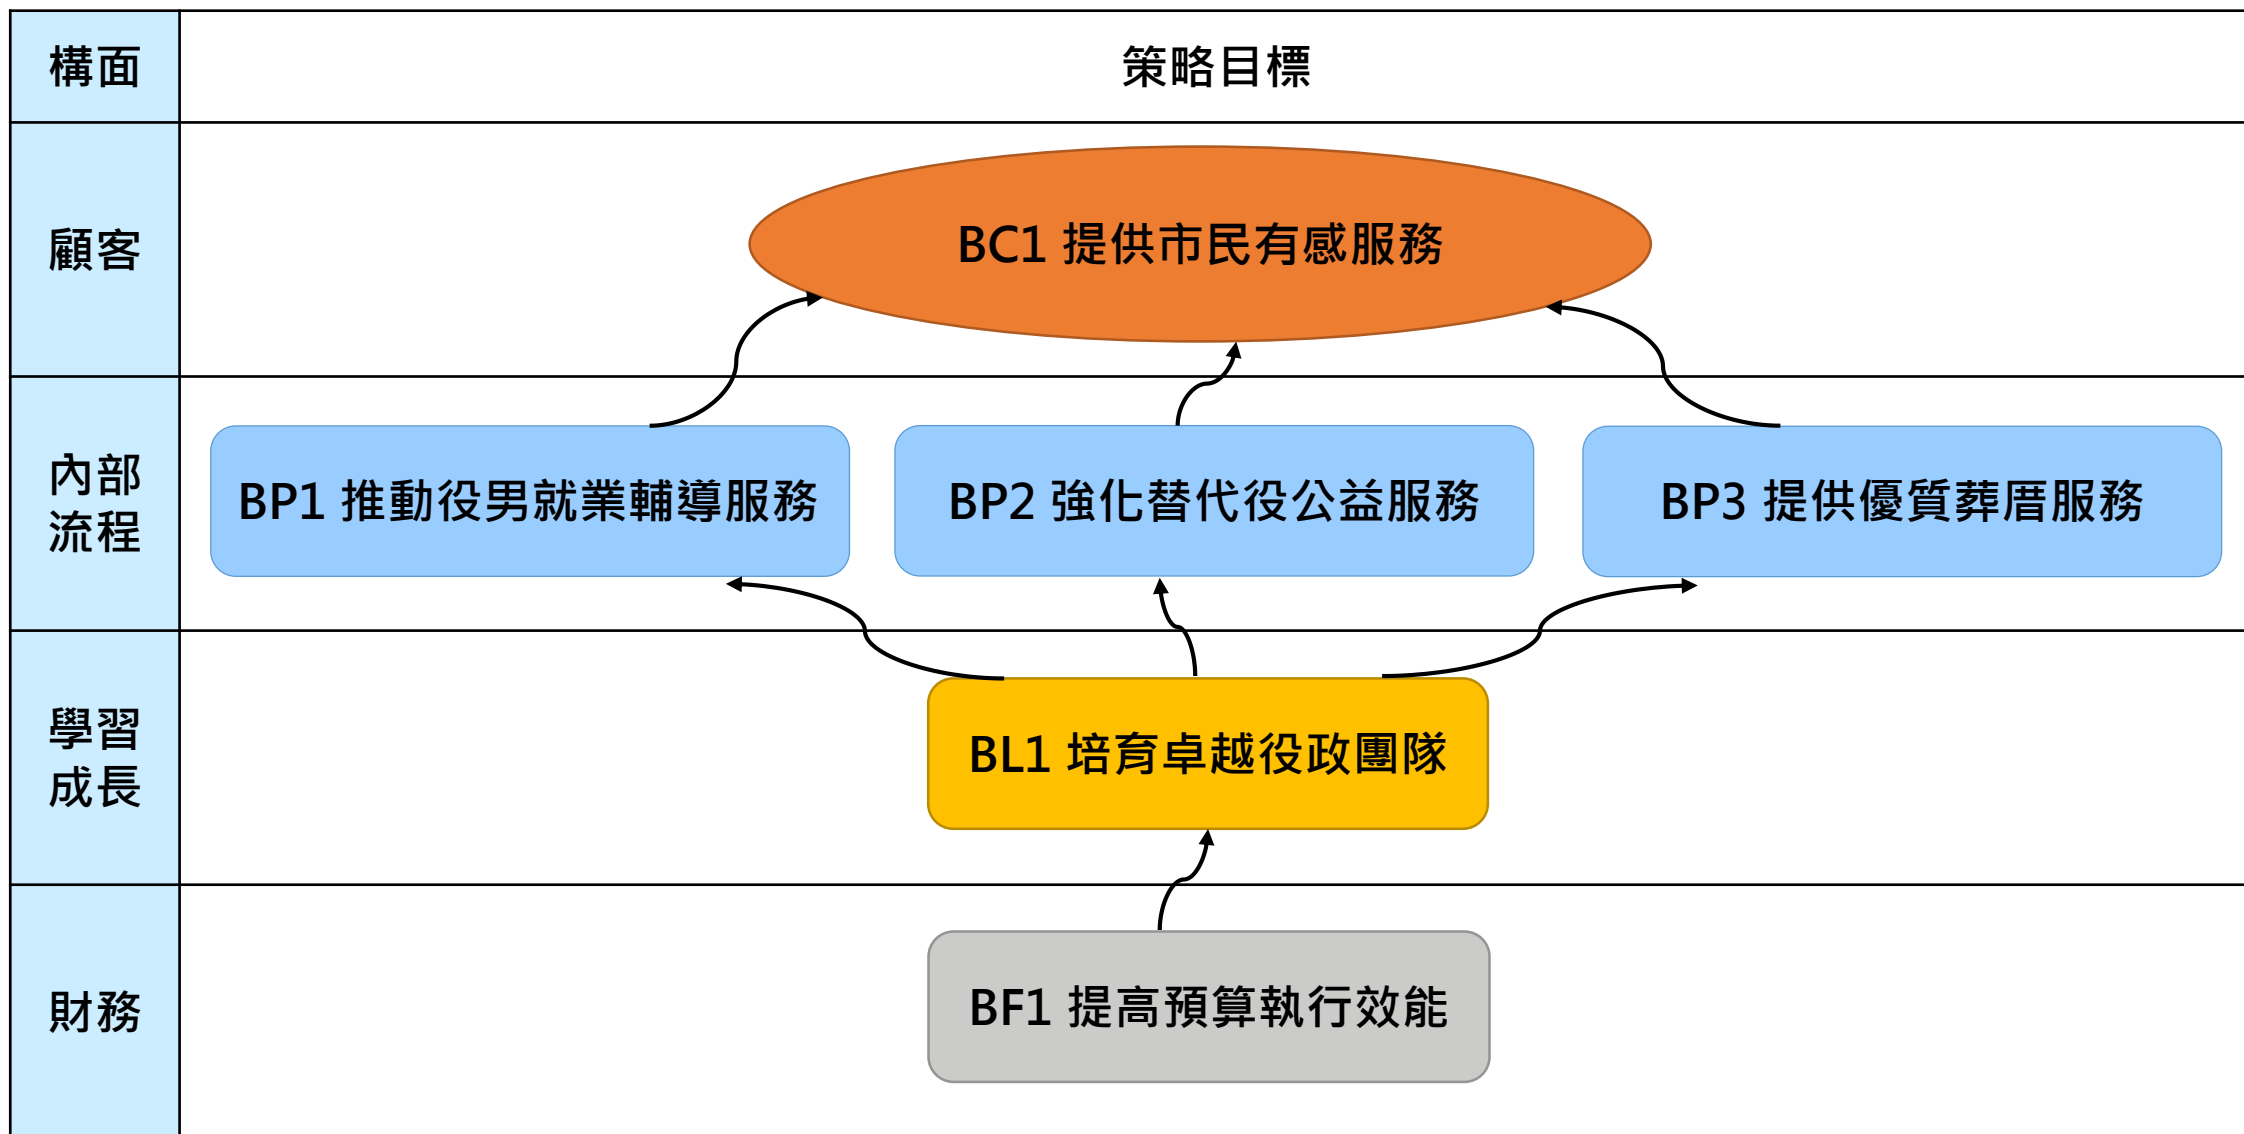 構面
策略目標
顧客
BC1 提供市民有感服務
內部
流程
BP1 推動役男就業輔導服務
BP2 強化替代役公益服務
BP3 提供優質葬厝服務
學習
成長
BL1 培育卓越役政團隊
財務
BF1 提高預算執行效能